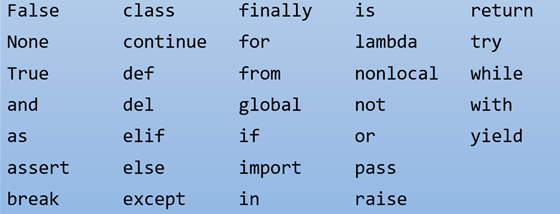 False class finally is return
None continue for lambda try
True def from nonlocal while
and del global not with
as elif if or yield
assert else import pass
break except in raise